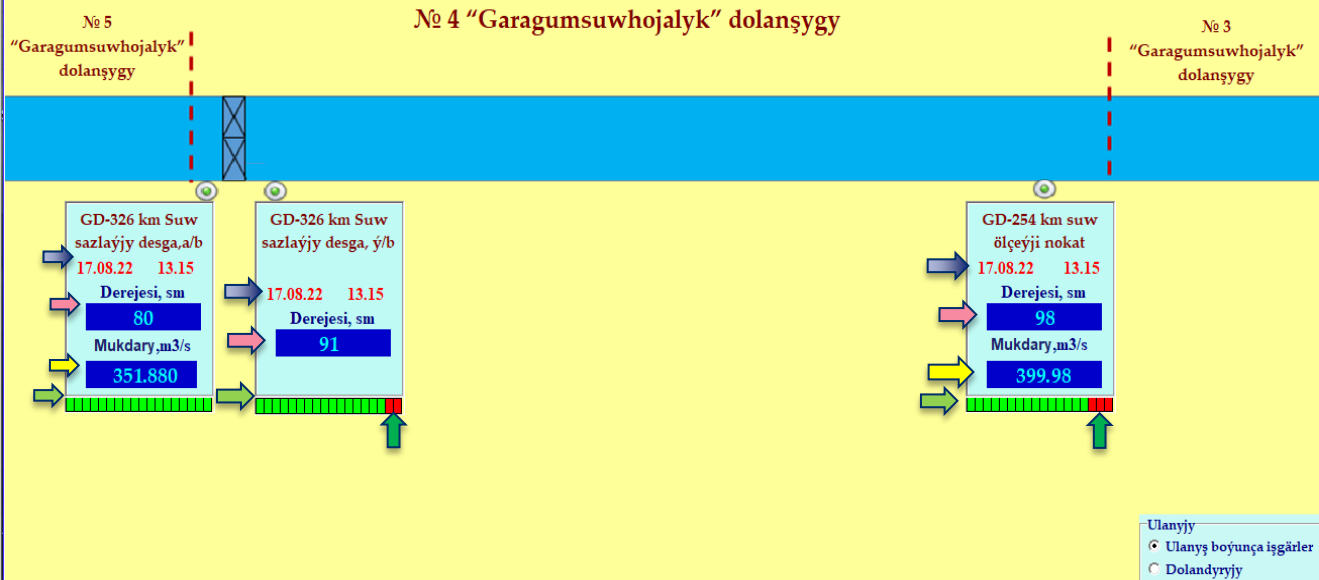 № 5
“Garagumsuwhojalyk”
dolanşygy
№ 4 “Garagumsuwhojalyk” dolanşygy
№ 3
“Garagumsuwhojalyk”
dolanşygy
GD-326 km Suw
sazlaýjy desga,a/b
17.08.22 13.15
Derejesi, sm
80
Mukdary,m3/s
351.880
GD-326 km Suw
sazlaýjy desga, ý/b
17.08.22 13.15
Derejesi, sm
91
GD-254 km suw
ölçeýji nokat
17.08.22 13.15
Derejesi, sm
98
Mukdary,m3/s
399.98
Ulanyjy
Ulanyş boýunça işgärler
Dolandyryjy